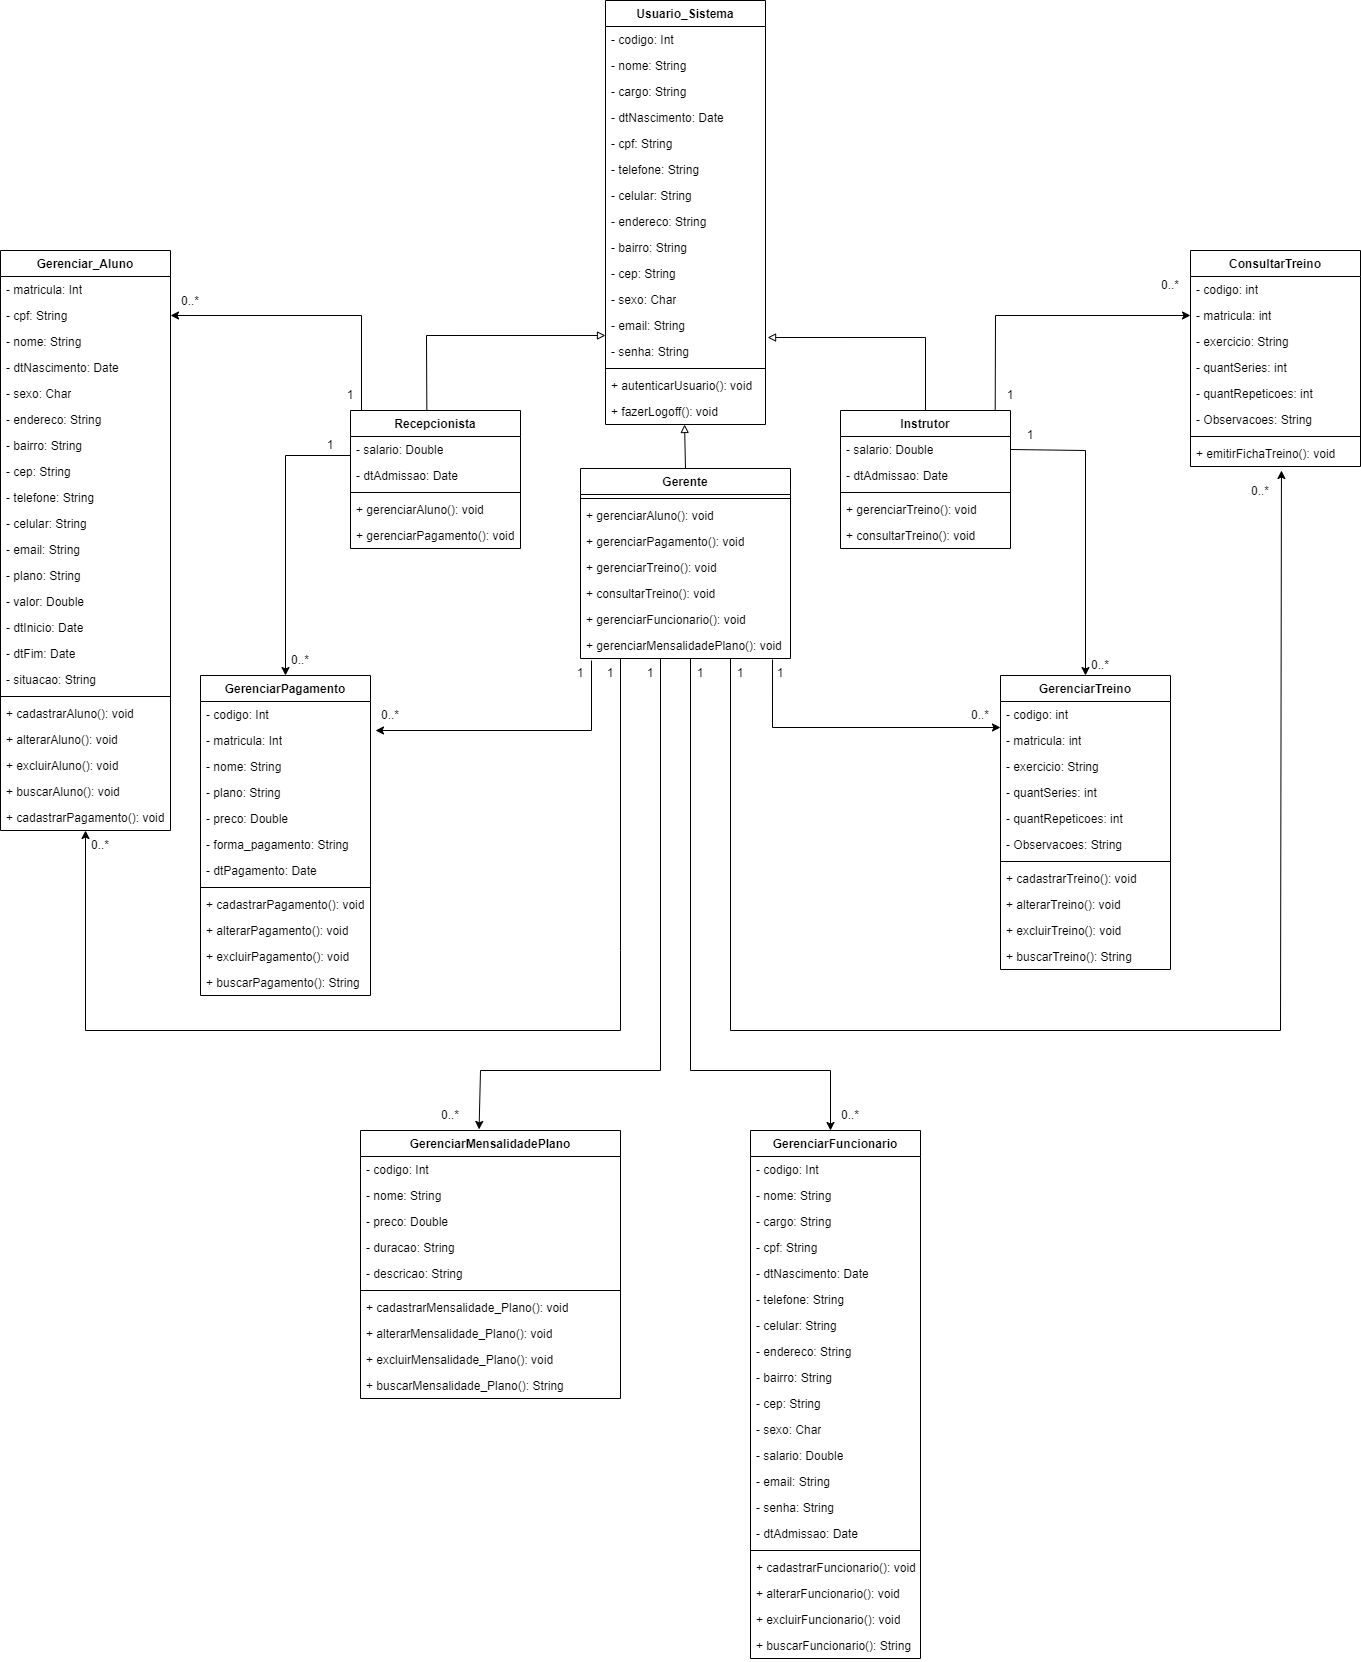 Usuario_Sistema
- codigo: Int
- nome: String
- cargo: String
- dtNascimento: Date
- cpf: String
- telefone: String
- celular: String
- endereco: String
- bairro: String
- cep: String
- sexo: Char
- email: String
- senha: String
+ autenticarUsuario(): void
+ fazerLogoff(): void
Gerenciar_Aluno
- matricula: Int
- cpf: String
- nome: String
- dtNascimento: Date
- sexo: Char
- endereco: String
- bairro: String
- cep: String
- telefone: String
- celular: String
- email: String
- plano: String
- valor: Double
- dtInicio: Date
- dtFim: Date
- situacao: String
+ cadastrarAluno(): void
+ alterarAluno(): void
+ excluirAluno(): void
+ buscarAluno(): void
+ cadastrarPagamento(): void
0..*
0..*
1
1
Recepcionista
- salario: Double
- dtAdmissao: Date
+ gerenciarAluno(): void
+ gerenciarPagamento(): void
Gerente
+ gerenciarAluno(): void
+ gerenciarPagamento(): void
+ gerenciarTreino(): void
+ consultarTreino(): void
+ gerenciarFuncionario(): void
+ gerenciarMensalidadePlano(): void
1
1
1
1
1
1
Instrutor
- salario: Double
- dtAdmissao: Date
+ gerenciarTreino(): void
+ consultarTreino(): void
1
1
0..*
ConsultarTreino
- codigo: int
- matricula: int
- exercicio: String
- quantSeries: int
- quantRepeticoes: int
- Observacoes: String
+ emitirFichaTreino(): void
0..*
0..*
0..*
GerenciarPagamento
- codigo: Int
- matricula: Int
- nome: String
- plano: String
- preco: Double
- forma_pagamento: String
- dtPagamento: Date
+ cadastrarPagamento(): void
+ alterarPagamento(): void
+ excluirPagamento(): void
+ buscarPagamento(): String
0..*
0..*
GerenciarTreino
- codigo: int
- matricula: int
- exercicio: String
- quantSeries: int
- quantRepeticoes: int
- Observacoes: String
+ cadastrarTreino(): void
+ alterarTreino(): void
+ excluirTreino(): void
+ buscarTreino(): String
0..*
GerenciarMensalidadePlano
- codigo: Int
- nome: String
- preco: Double
- duracao: String
- descricao: String
+ cadastrarMensalidade_Plano(): void
+ alterarMensalidade_Plano(): void
+ excluirMensalidade_Plano(): void
+ buscarMensalidade_Plano(): String
0..*
GerenciarFuncionario
- codigo: Int
- nome: String
- cargo: String
- cpf: String
- dtNascimento: Date
- telefone: String
- celular: String
- endereco: String
- bairro: String
- cep: String
- sexo: Char
- salario: Double
- email: String
- senha: String
- dtAdmissao: Date
+ cadastrarFuncionario(): void
+ alterarFuncionario(): void
+ excluirFuncionario(): void
+ buscarFuncionario(): String